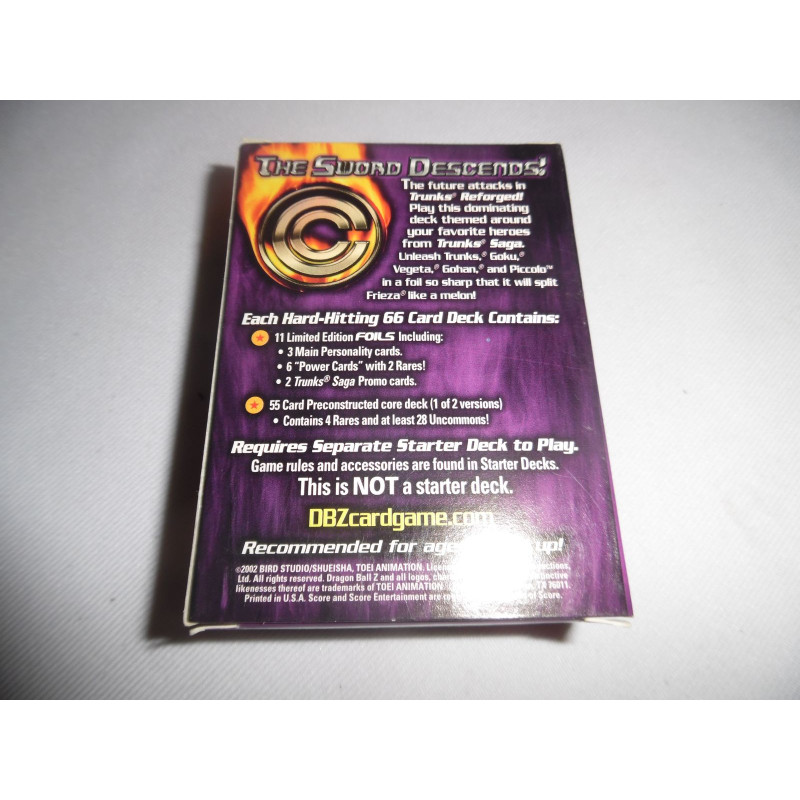 THE SWORD DESCENDS!
The future attacks in
Trunks® Reforged!
Play this dominating
deck themed around
your favorite heroes
from Trunks® Saga.
Unleash Trunks,® Goku,®
Vegeta,® Gohan,® and Piccolo™
in a foil so sharp that it will split
Frieza® like a melon!
Each Hard-Hitting 66 Card Deck Contains:
11 Limited Edition FOILS Including:
• 3 Main Personality cards.
• 6 "Power Cards" with 2 Rares!
• 2 Trunks® Saga Promo cards.
55 Card Preconstructed core deck (1 of 2 versions)
• Contains 4 Rares and at least 28 Uncommons!
Requires Separate Starter Deck to Play.
Game rules and accessories are found in Starter Decks.
This is NOT a starter deck.
DBZcardgame.com
Recommended for up!
©2002 BIRD STUDIO/SHUEISHA, TOEI ANIMATION.
Ltd. All rights reserved. Dragon Ball Z and all logos,
likenesses thereof are trademarks of TOEI ANIMATION. TX 76011.
Printed in U.S.A. Score and Score Entertainment are of Score.